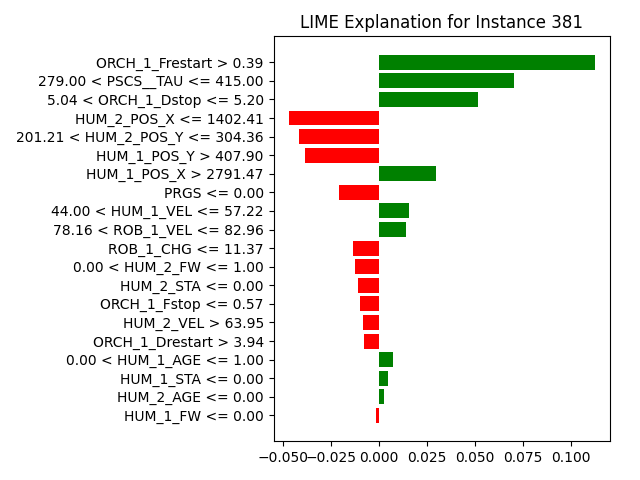 LIME Explanation for Instance 381
ORCH_1_Frestart > 0.39
279.00 < PSCS__TAU <= 415.00
5.04 < ORCH_1_Dstop <= 5.20
HUM_2_POS_X <= 1402.41
201.21 < HUM_2_POS_Y <= 304.36
HUM_1_POS_Y > 407.90
HUM_1_POS_X > 2791.47
PRGS <= 0.00
44.00 < HUM_1_VEL <= 57.22
78.16 < ROB_1_VEL <= 82.96
ROB_1_CHG <= 11.37
0.00 < HUM_2_FW <= 1.00
HUM_2_STA <= 0.00
ORCH_1_Fstop <= 0.57
HUM_2_VEL > 63.95
ORCH_1_Drestart > 3.94
0.00 < HUM_1_AGE <= 1.00
HUM_1_STA <= 0.00
HUM_2_AGE <= 0.00
HUM_1_FW <= 0.00
−0.050 −0.025 0.000 0.025 0.050 0.075 0.100